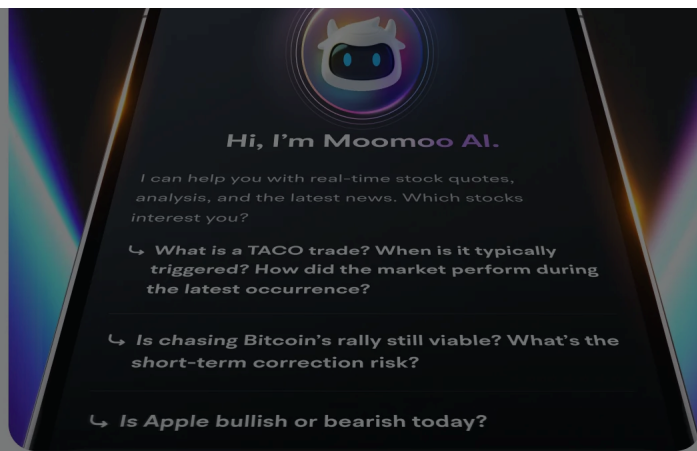 Hi, I'm Moomoo AI.
I can help you with real-time stock quotes,
analysis, and the latest news. Which stocks
interest you?
What is a TACO trade? When is it typically
triggered? How did the market perform during
the latest occurrence?
Is chasing Bitcoin's rally still viable? What's the
short-term correction risk?
Is Apple bullish or bearish today?